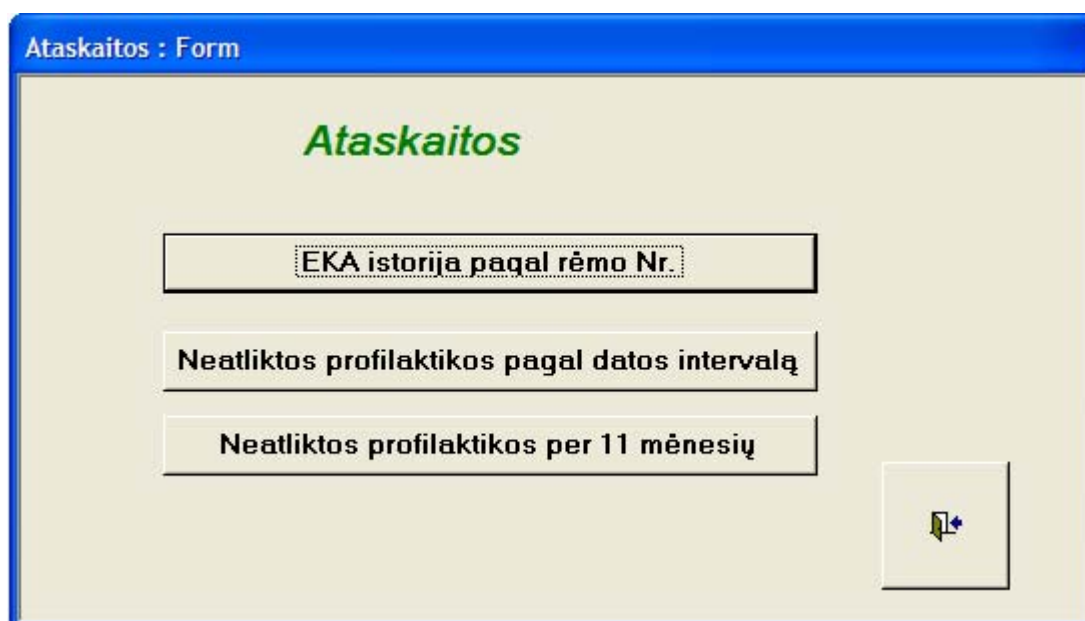 Ataskaitos : Form
Ataskaitos
EKA istorija pagal rėmo Nr.
Neatliktos profilaktikos pagal datos intervalą
Neatliktos profilaktikos per 11 mėnesių